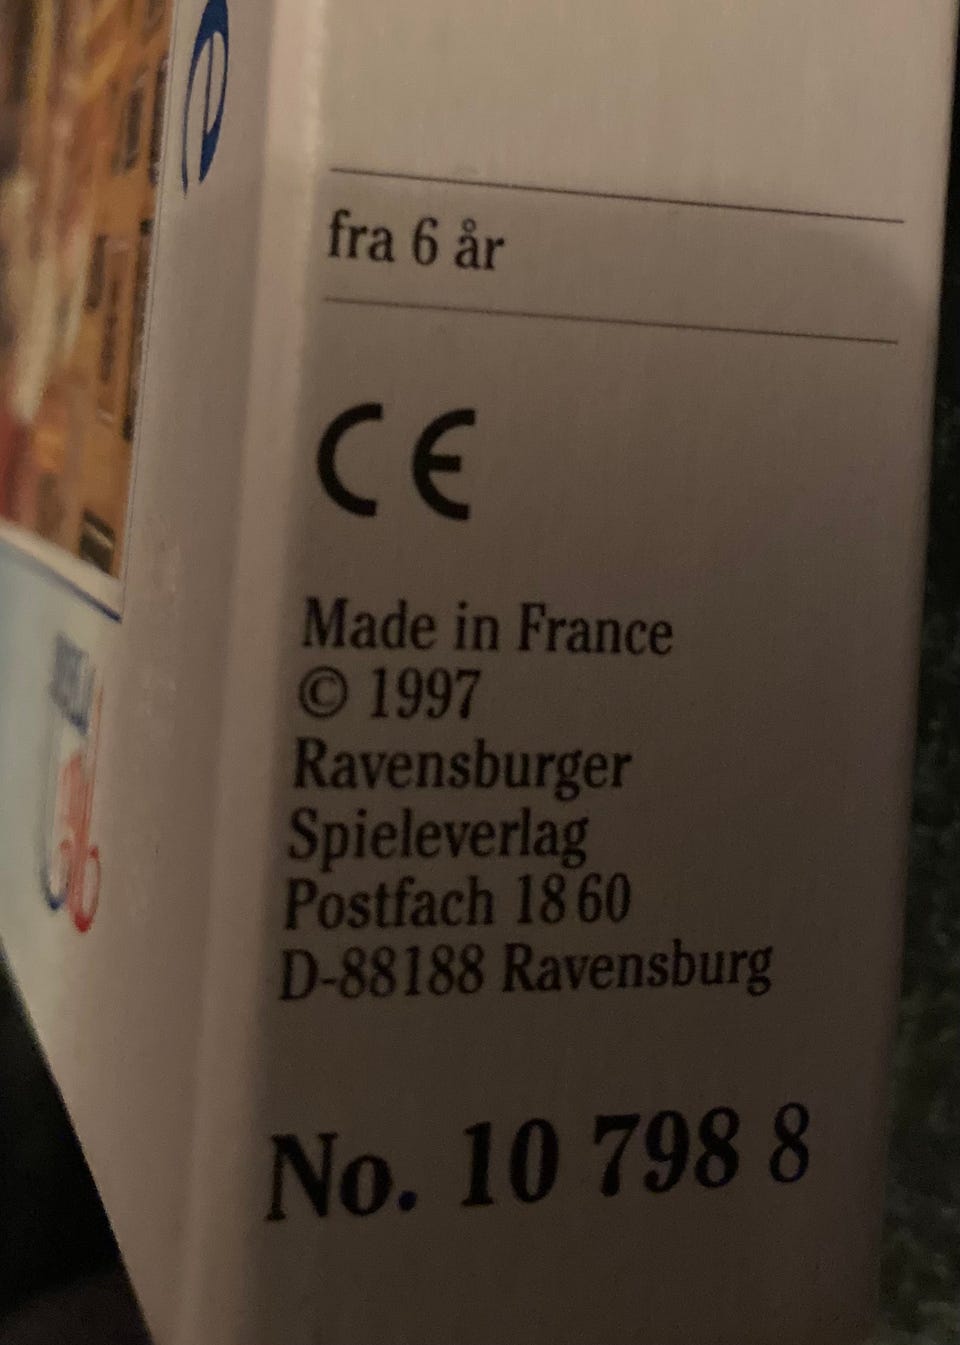 fra 6 år
CE
Made in France
© 1997
Ravensburger
Spieleverlag
Postfach 18 60
D-88188 Ravensburg
No. 10 798 8